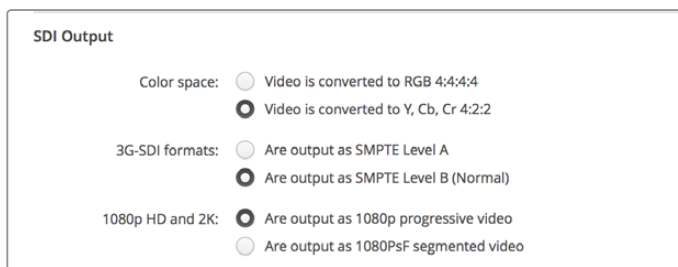 SDI Output
Color space: Video is converted to RGB 4:4:4:4
Video is converted to Y, Cb, Cr 4:2:2
3G-SDI formats: Are output as SMPTE Level A
Are output as SMPTE Level B (Normal)
1080p HD and 2K: Are output as 1080p progressive video
Are output as 1080PsF segmented video